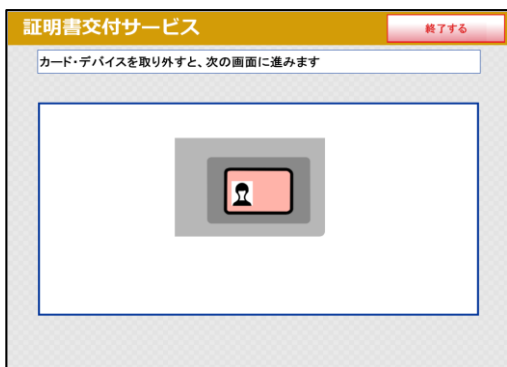 証明書交付サービス
終了する
カード・デバイスを取り外すと、次の画面に進みます